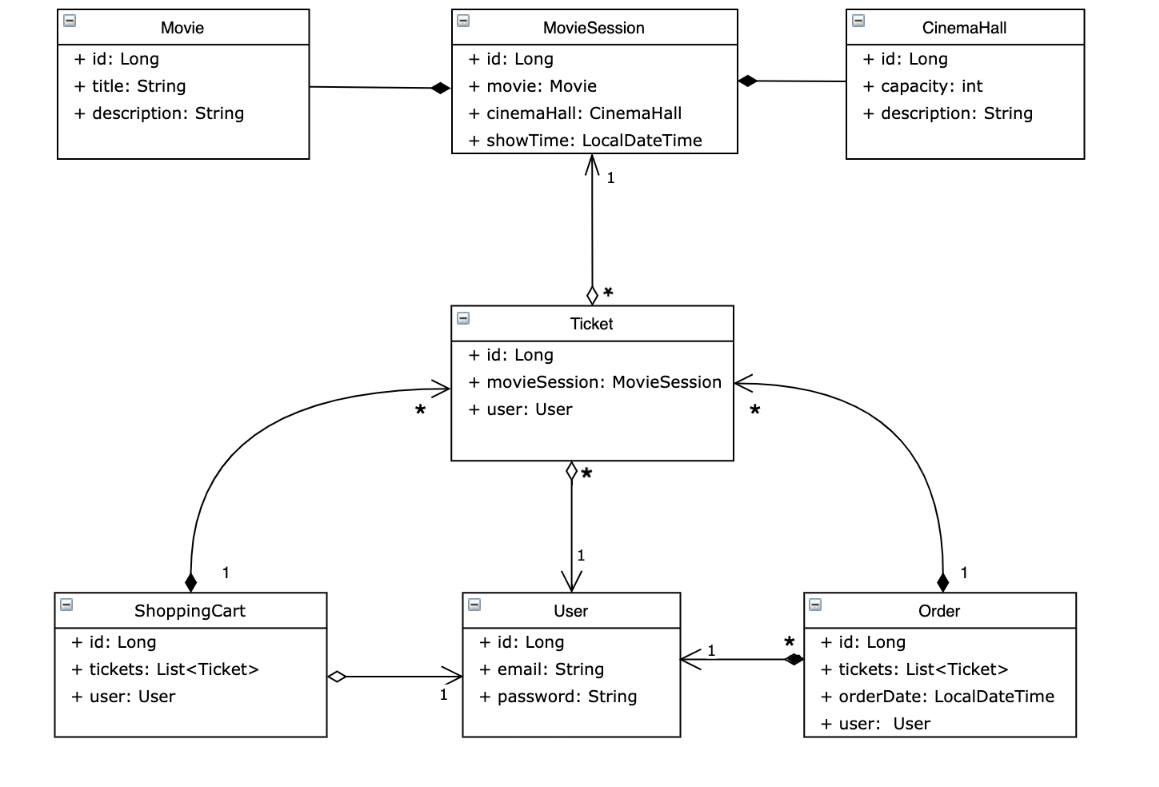 Movie
+ id: Long
+ title: String
+ description: String
MovieSession
+ id: Long
+ movie: Movie
+ cinemaHall: CinemaHall
+ showTime: LocalDateTime
CinemaHall
+ id: Long
+ capacity: int
+ description: String
1
*
Ticket
+ id: Long
+ movieSession: MovieSession
+ user: User
*
*
*
1
1
1
ShoppingCart
+ id: Long
+ tickets: List<Ticket>
+ user: User
1
User
+ id: Long
+ email: String
+ password: String
1
*
Order
+ id: Long
+ tickets: List<Ticket>
+ orderDate: LocalDateTime
+ user:  User